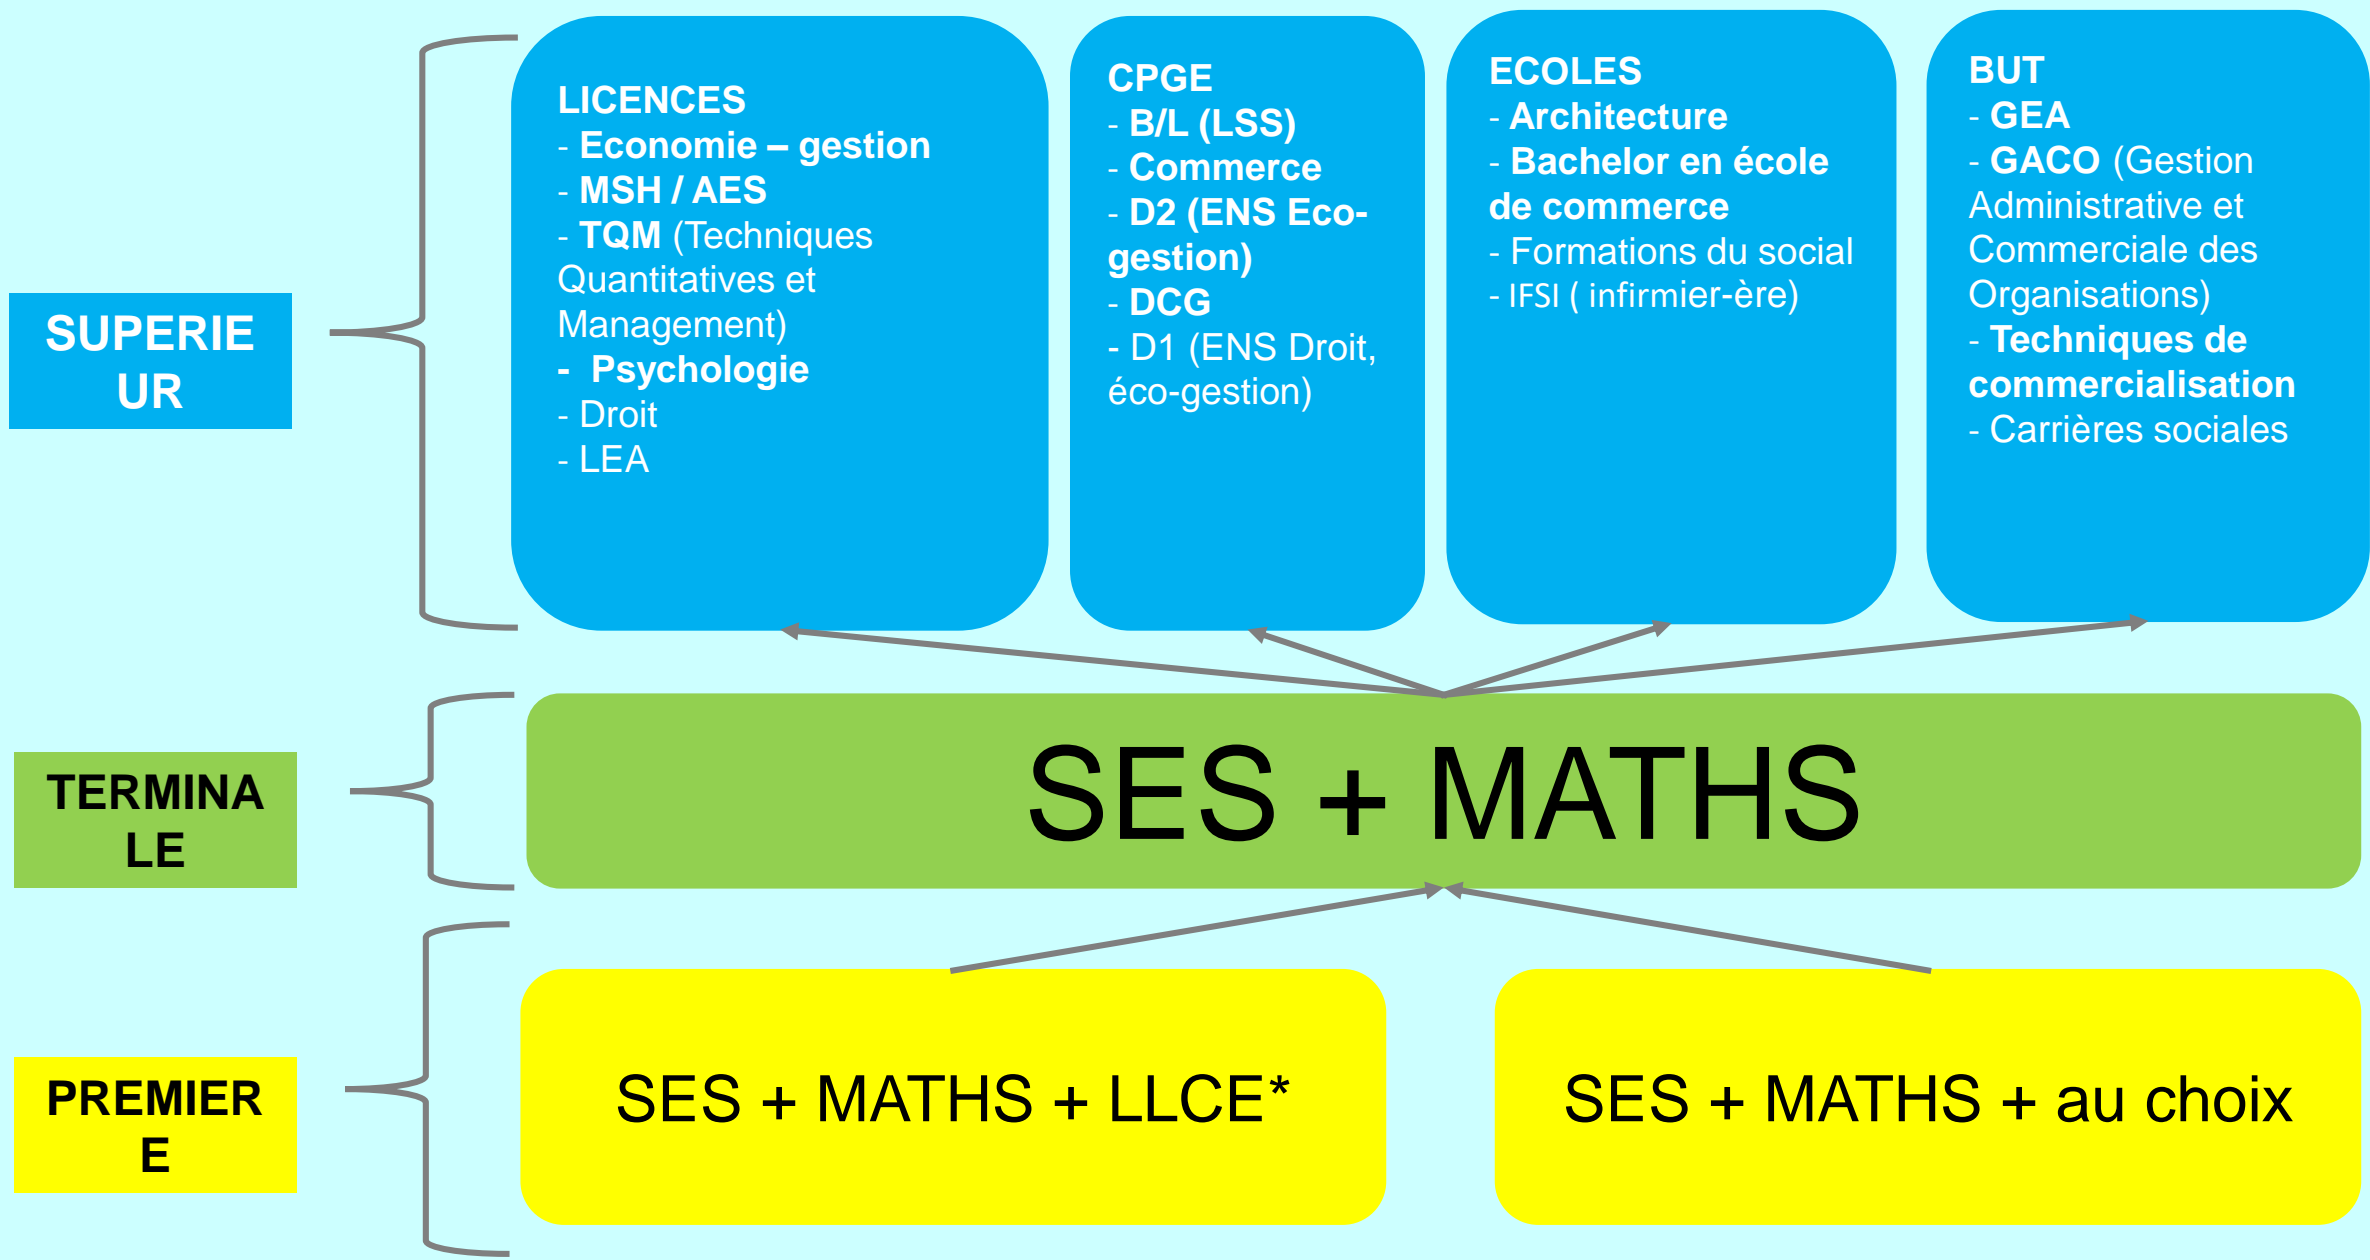 LICENCES
- Economie – gestion
- MSH / AES
- TQM (Techniques
Quantitatives et
Management)
- Psychologie
- Droit
- LEA
CPGE
- B/L (LSS)
- Commerce
- D2 (ENS Eco-
gestion)
- DCG
- D1 (ENS Droit,
éco-gestion)
ECOLES
- Architecture
- Bachelor en école
de commerce
- Formations du social
- IFSI ( infirmier-ère)
BUT
- GEA
- GACO (Gestion
Administrative et
Commerciale des
Organisations)
- Techniques de
commercialisation
- Carrières sociales
SUPERIE
UR
TERMINA
LE
SES + MATHS
PREMIER
E
SES + MATHS + LLCE*
SES + MATHS + au choix